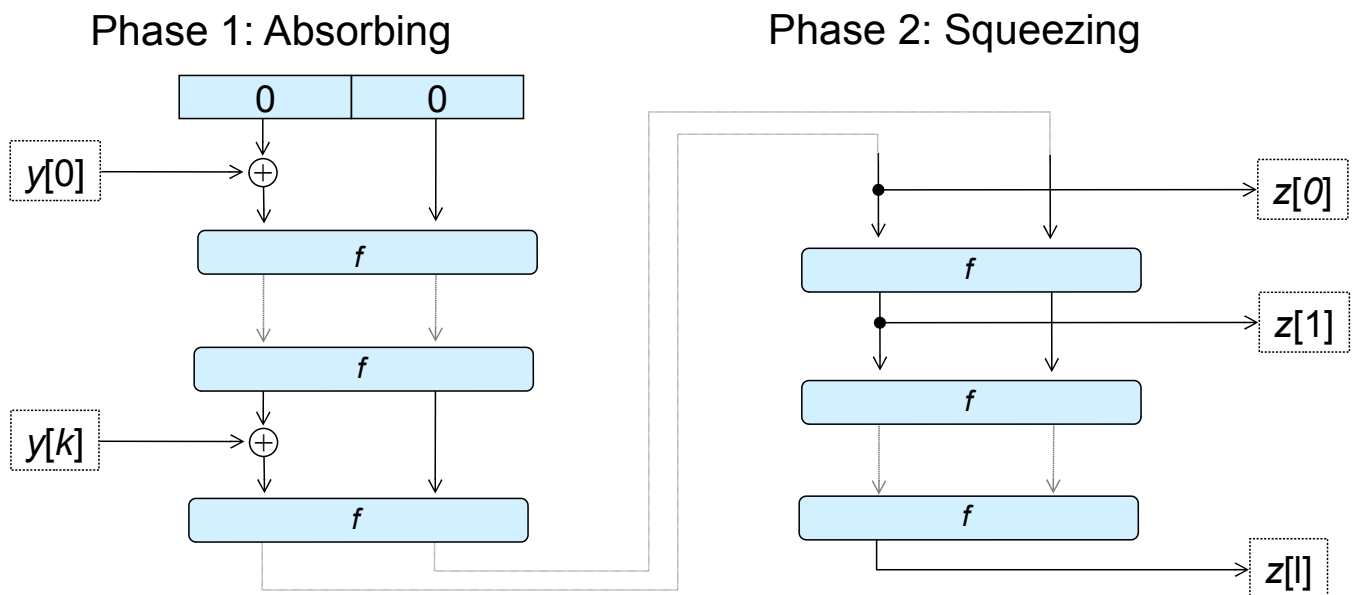 Phase 1: Absorbing
0 0
y[0]
f
f
y[k]
f
Phase 2: Squeezing
z[0]
f
z[1]
f
f
z[l]